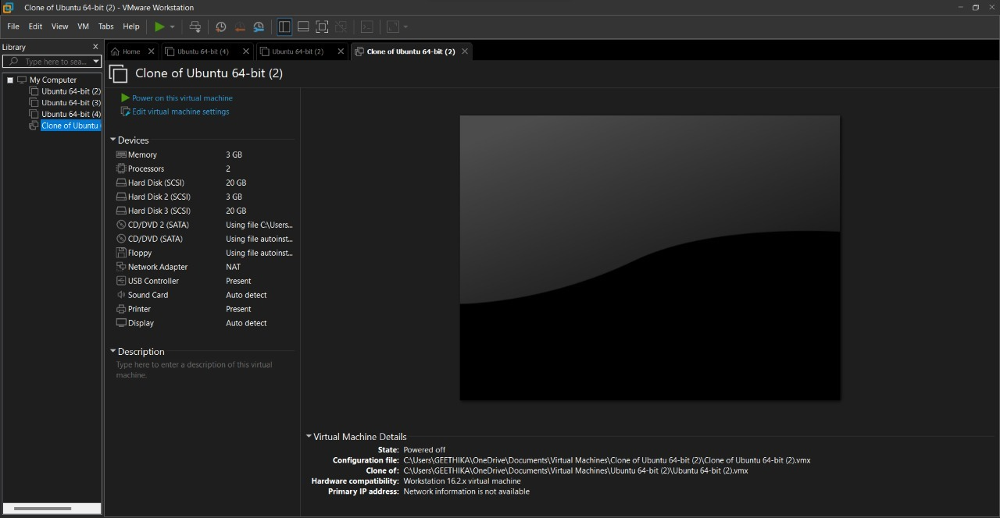 Clone of Ubuntu 64-bit (2) - VMware Workstation
File Edit View VM Tabs Help
Library
Type here to sea...
My Computer
Ubuntu 64-bit (2)
Ubuntu 64-bit (3)
Ubuntu 64-bit (4)
Clone of Ubuntu
Home
Ubuntu 64-bit (4)
Ubuntu 64-bit (2)
Clone of Ubuntu 64-bit (2)
Clone of Ubuntu 64-bit (2)
Power on this virtual machine
Edit virtual machine settings
Devices
Memory 3 GB
Processors 2
Hard Disk (SCSI) 20 GB
Hard Disk 2 (SCSI) 3 GB
Hard Disk 3 (SCSI) 20 GB
CD/DVD 2 (SATA) Using file C:\Users...
CD/DVD (SATA) Using file autoinst...
Floppy Using file autoinst...
Network Adapter NAT
USB Controller Present
Sound Card Auto detect
Printer Present
Display Auto detect
Description
Type here to enter a description of this virtual
machine.
Virtual Machine Details
State: Powered off
Configuration file: C:\Users\GEETHIKA\OneDrive\Documents\Virtual Machines\Clone of Ubuntu 64-bit (2)\Clone of Ubuntu 64-bit (2).vmx
Clone of: C:\Users\GEETHIKA\OneDrive\Documents\Virtual Machines\Ubuntu 64-bit (2)\Ubuntu 64-bit (2).vmx
Hardware compatibility: Workstation 16.2.x virtual machine
Primary IP address: Network information is not available